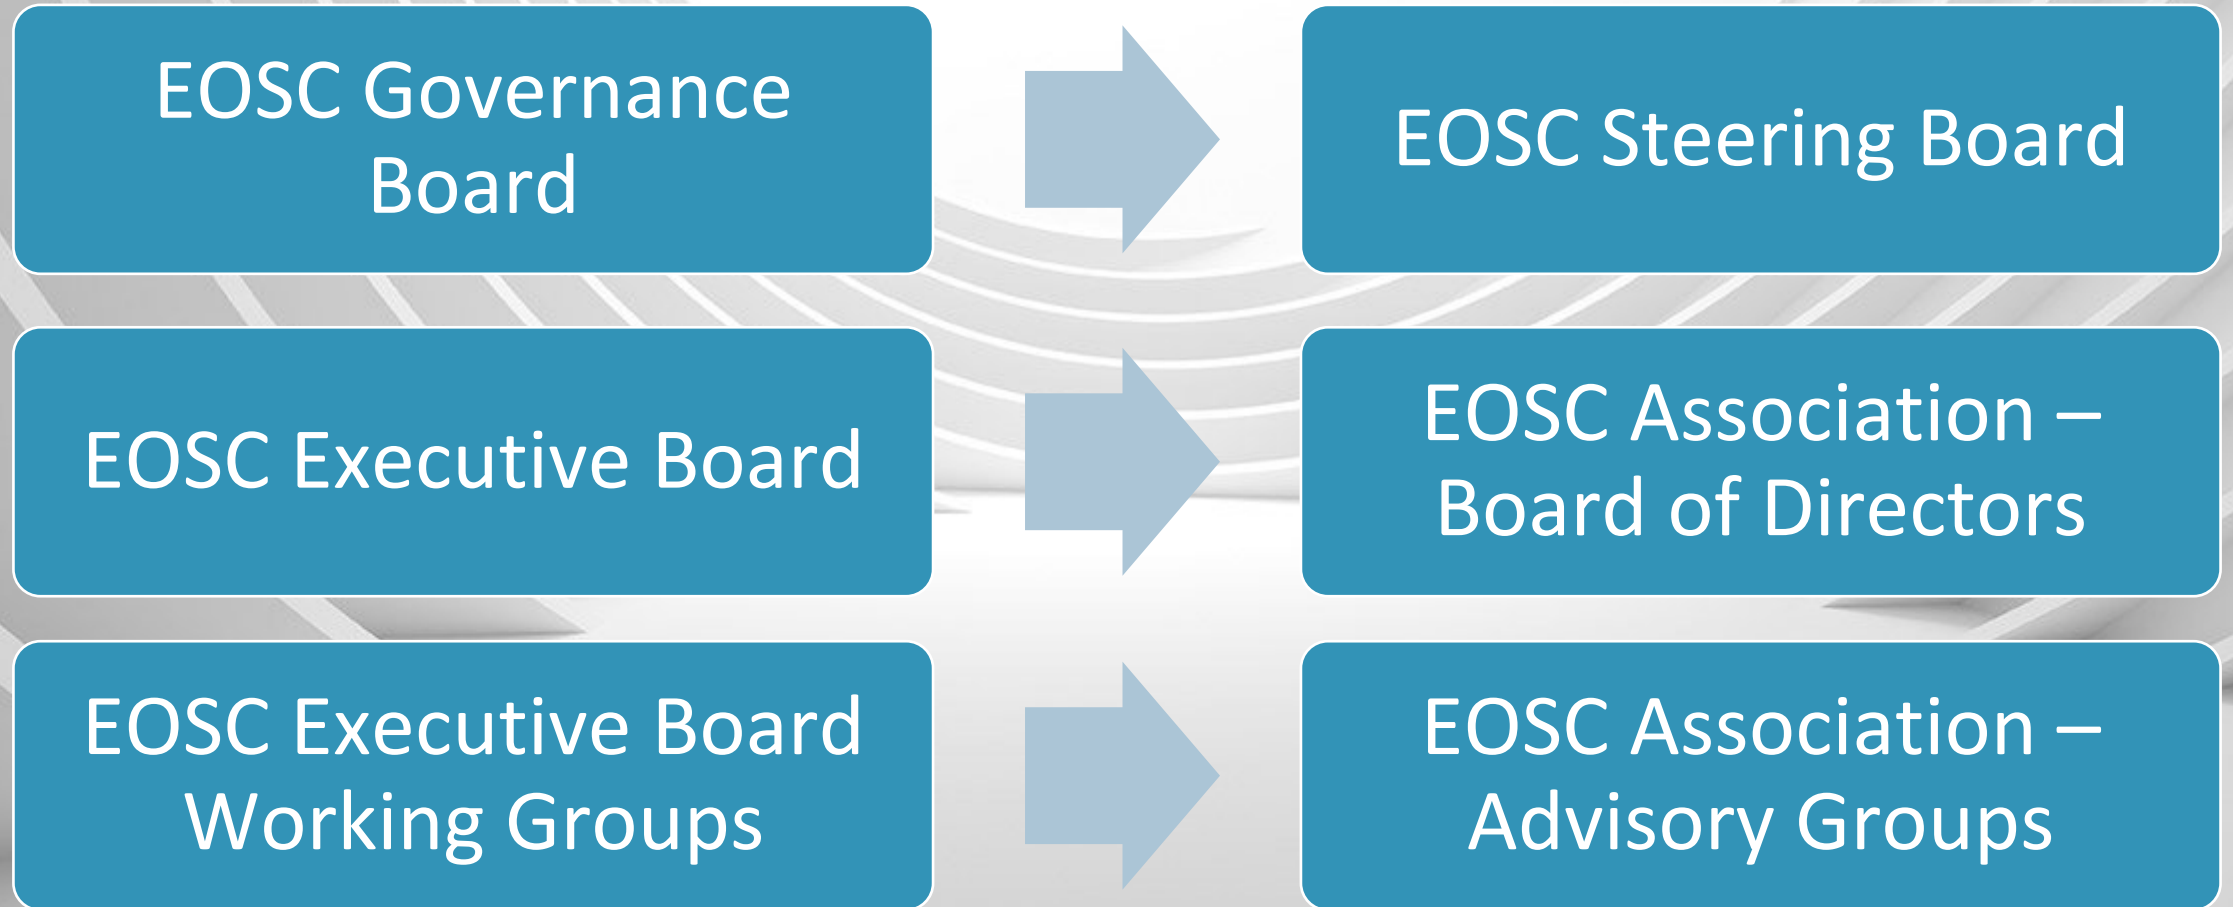 EOSC Governance
Board
EOSC Steering Board
EOSC Executive Board
EOSC Association –
Board of Directors
EOSC Executive Board
Working Groups
EOSC Association –
Advisory Groups